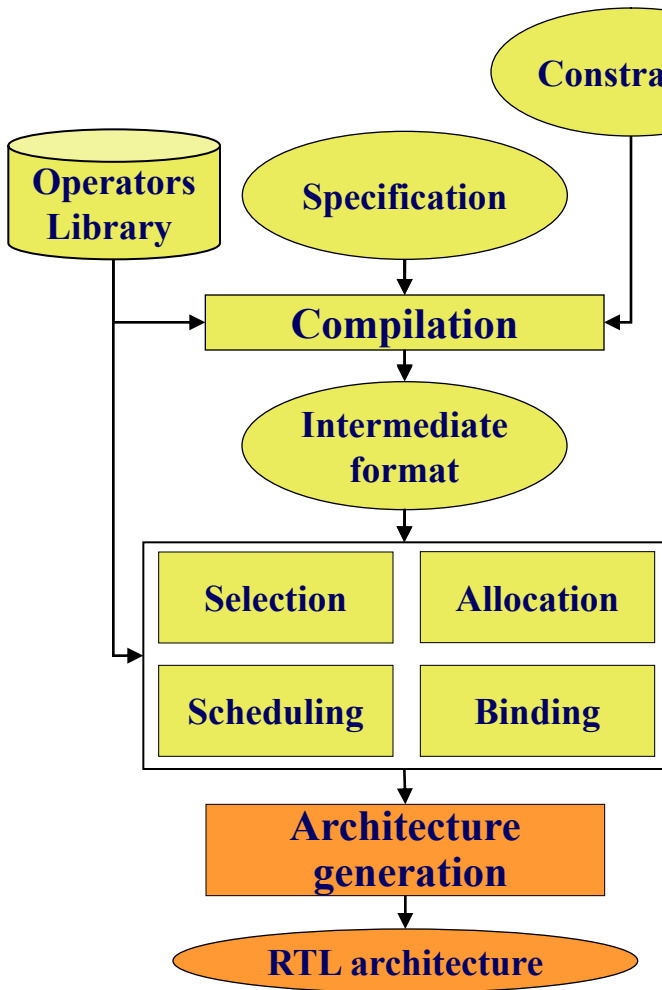 Operators
Library
Specification
Compilation
Intermediate
format
Selection
Allocation
Scheduling
Binding
Architecture
generation
RTL architecture